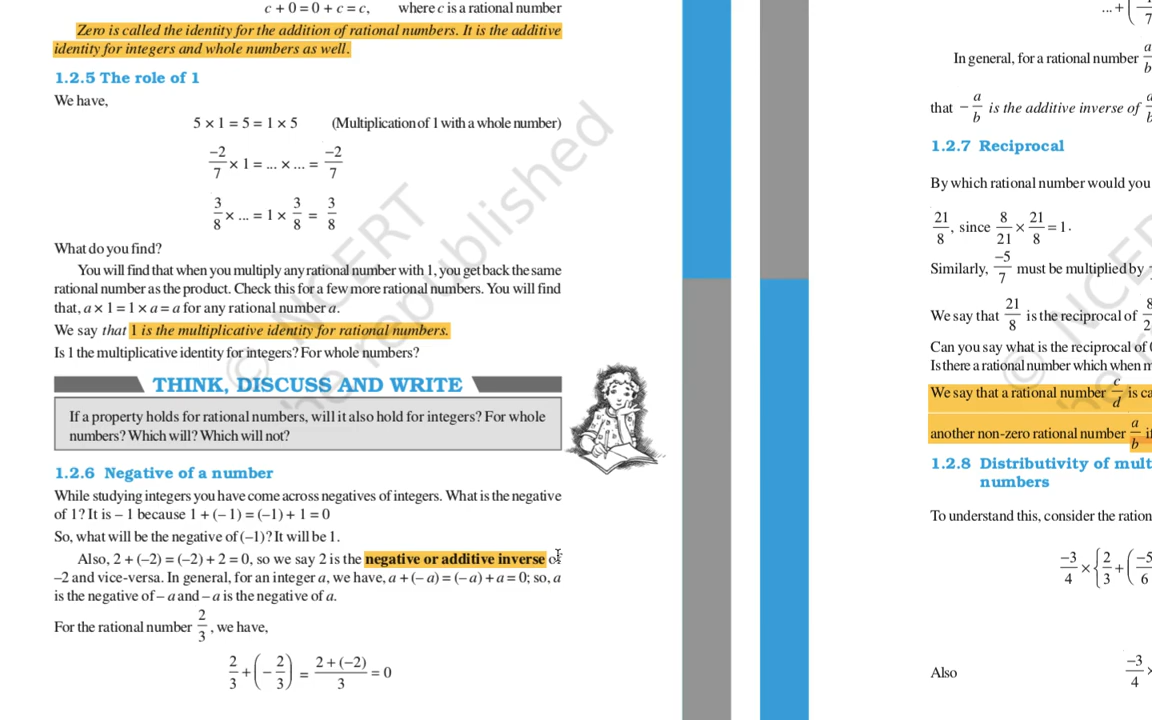 c + 0 = 0 + c = c, where c is a rational number
Zero is called the identity for the addition of rational numbers. It is the additive
identity for integers and whole numbers as well.
1.2.5 The role of 1
We have,
5 × 1 = 5 = 1 × 5 (Multiplication of 1 with a whole number)
-2/7 × 1 = ... × ... = -2/7
3/8 × ... = 1 × 3/8 = 3/8
What do you find?
You will find that when you multiply any rational number with 1, you get back the same
rational number as the product. Check this for a few more rational numbers. You will find
that, a × 1 = 1 × a = a for any rational number a.
We say that 1 is the multiplicative identity for rational numbers.
Is 1 the multiplicative identity for integers? For whole numbers?
THINK, DISCUSS AND WRITE
If a property holds for rational numbers, will it also hold for integers? For whole
numbers? Which will? Which will not?
1.2.6 Negative of a number
While studying integers you have come across negatives of integers. What is the negative
of 1? It is – 1 because 1 + (– 1) = (–1) + 1 = 0
So, what will be the negative of (–1)? It will be 1.
Also, 2 + (–2) = (–2) + 2 = 0, so we say 2 is the negative or additive inverse of
–2 and vice-versa. In general, for an integer a, we have, a + (– a) = (– a) + a = 0; so, a
is the negative of – a and – a is the negative of a.
For the rational number 2/3, we have,
2/3 + (– 2/3) = 2 + (–2)/3 = 0
© NCERT
republished
... + (
7
In general, for a rational number a/b
that – a/b is the additive inverse of
1.2.7 Reciprocal
By which rational number would you
21/8, since 8/21 × 21/8 = 1.
Similarly, -5/7 must be multiplied by
We say that 21/8 is the reciprocal of 8/2
Can you say what is the reciprocal of
Is there a rational number which when
We say that a rational number c/d is ca
another non-zero rational number a/b if
1.2.8 Distributivity of mult
numbers
To understand this, consider the ration
-3/4 × {2/3 + (-5/6
Also -3/4 ×